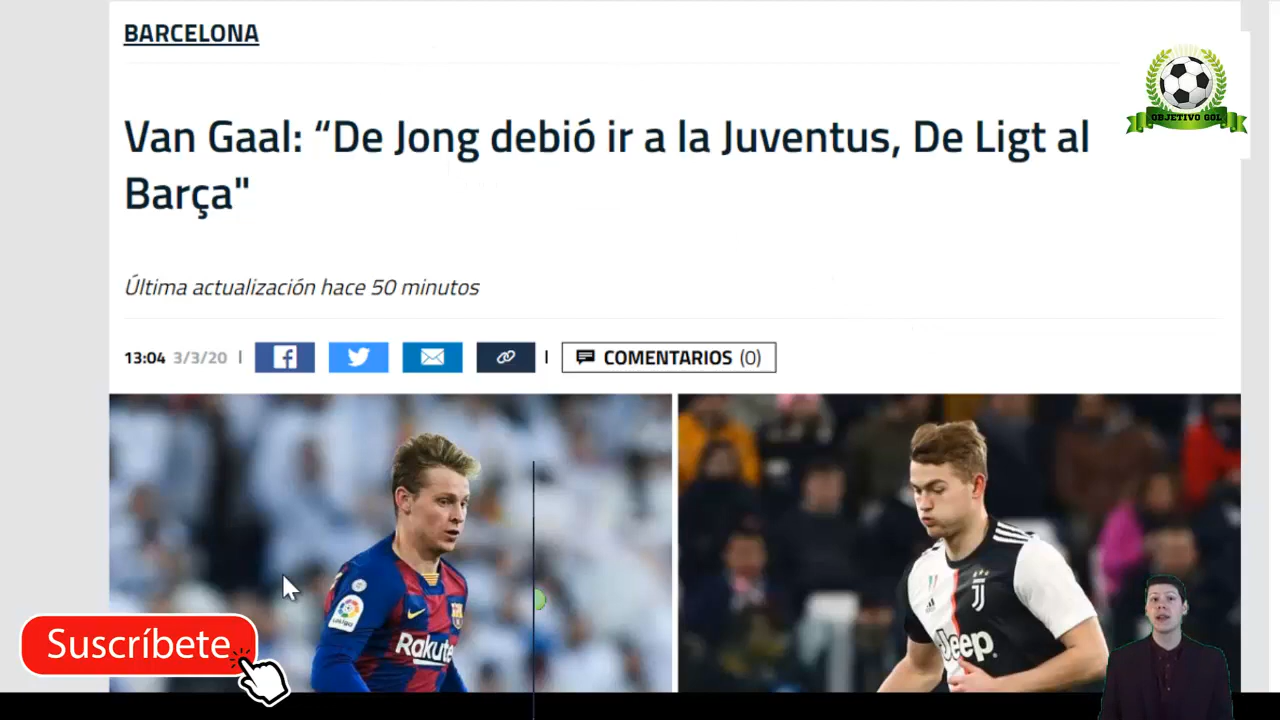 BARCELONA
OBJETIVO GOL
Van Gaal: “De Jong debió ir a la Juventus, De Ligt al
Barça"
Última actualización hace 50 minutos
13:04 3/3/20 | | COMENTARIOS (0)
Rakute
Jeep
Suscríbete